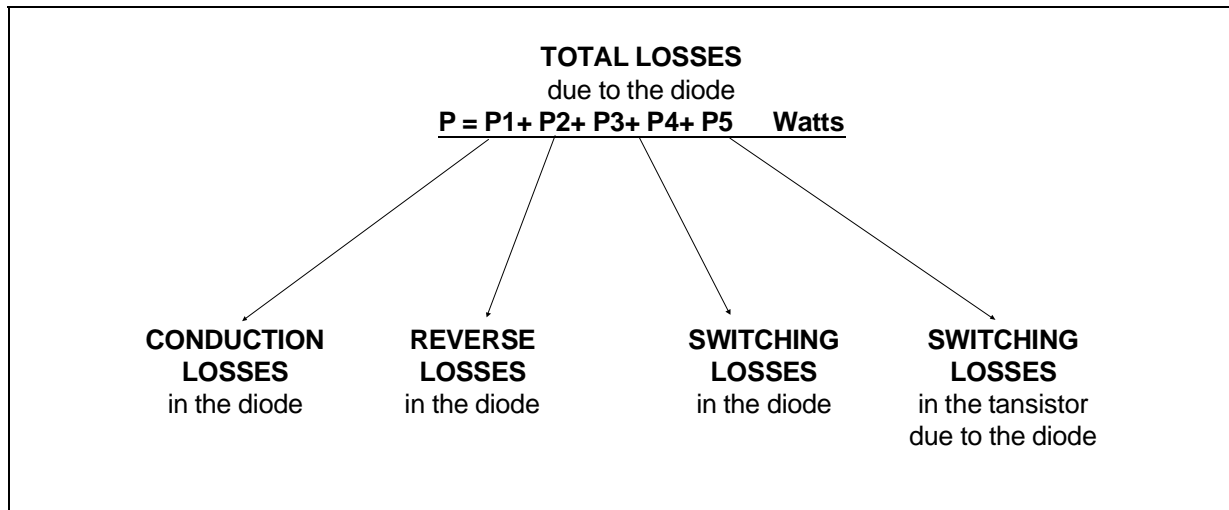 TOTAL LOSSES
due to the diode
P = P1+ P2+ P3+ P4+ P5 Watts
CONDUCTION
LOSSES
in the diode
REVERSE
LOSSES
in the diode
SWITCHING
LOSSES
in the diode
SWITCHING
LOSSES
in the tansistor
due to the diode